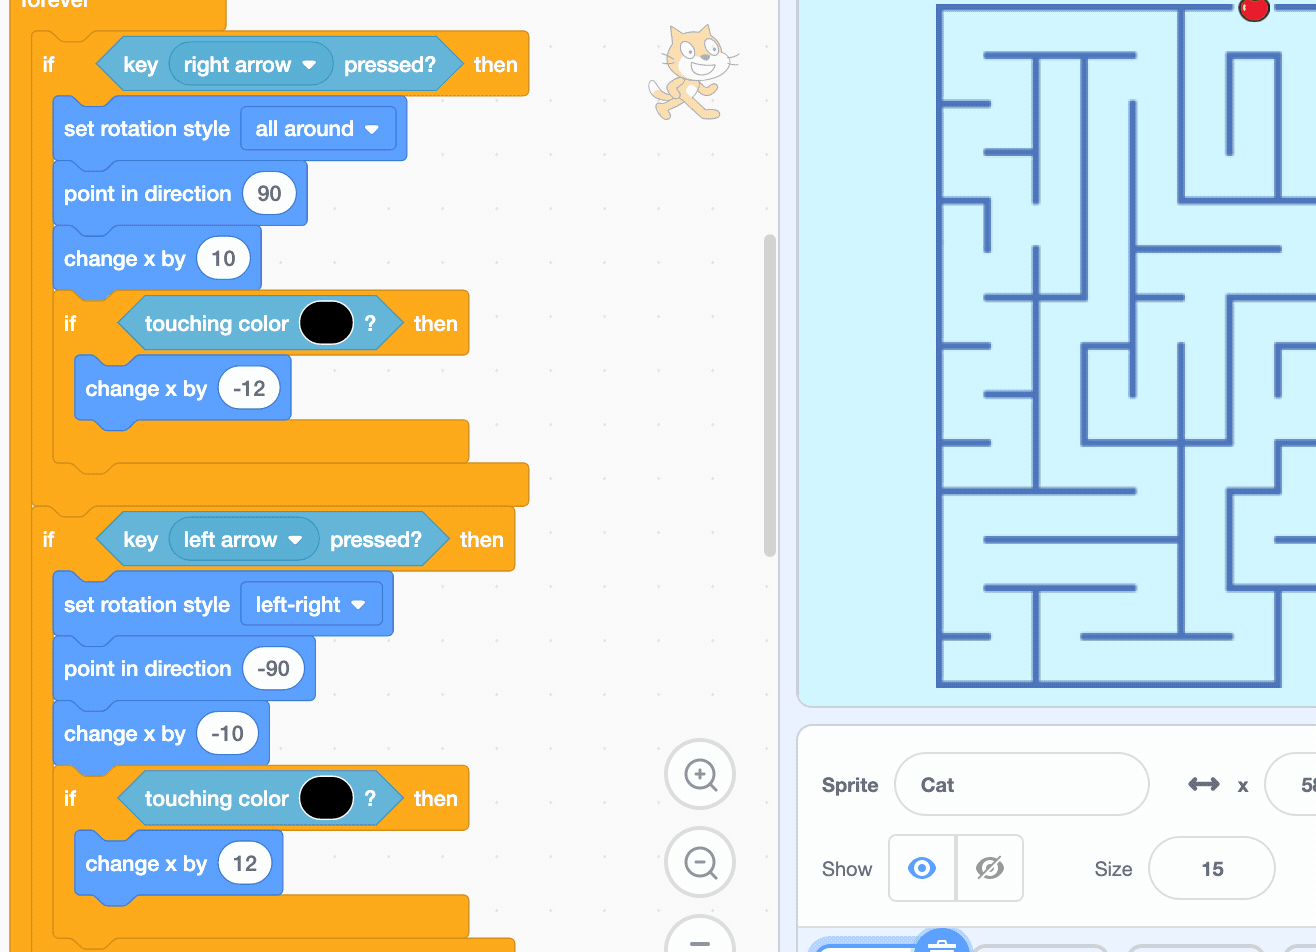 forever
if key right arrow pressed? then
set rotation style all around
point in direction 90
change x by 10
if touching color ? then
change x by -12
if key left arrow pressed? then
set rotation style left-right
point in direction -90
change x by -10
if touching color ? then
change x by 12
Sprite Cat x
Show Size 15